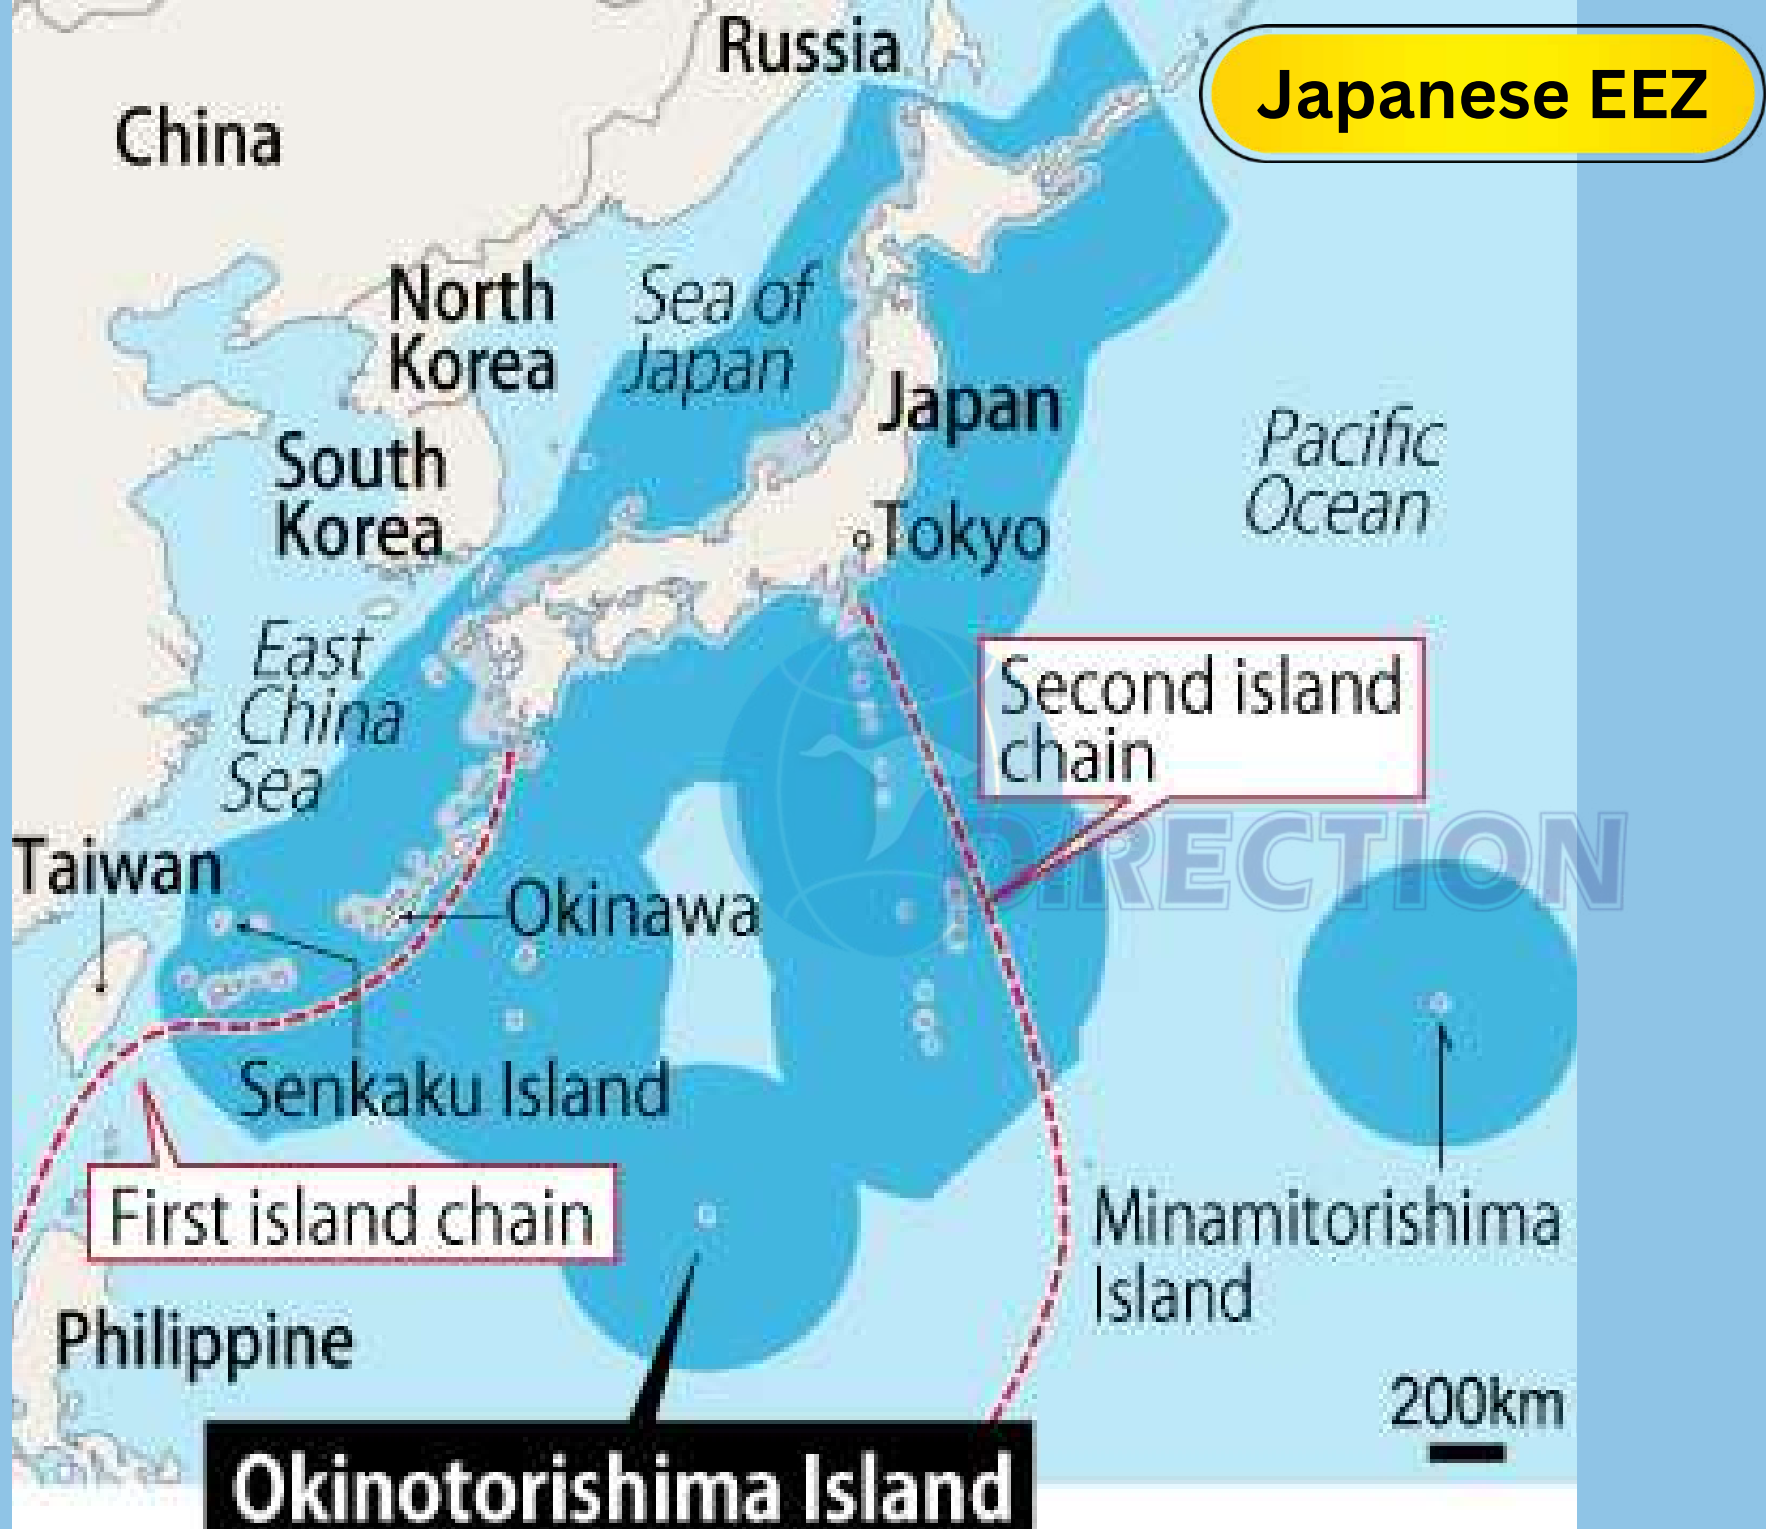 Russia
Japanese EEZ
China
North
Korea
Sea of
Japan
Japan
Pacific
Ocean
South
Korea
Tokyo
East
China
Sea
Second island
chain
DIRECTION
Taiwan
Okinawa
Senkaku Island
First island chain
Minamitorishima
Island
Philippine
200km
Okinotorishima Island